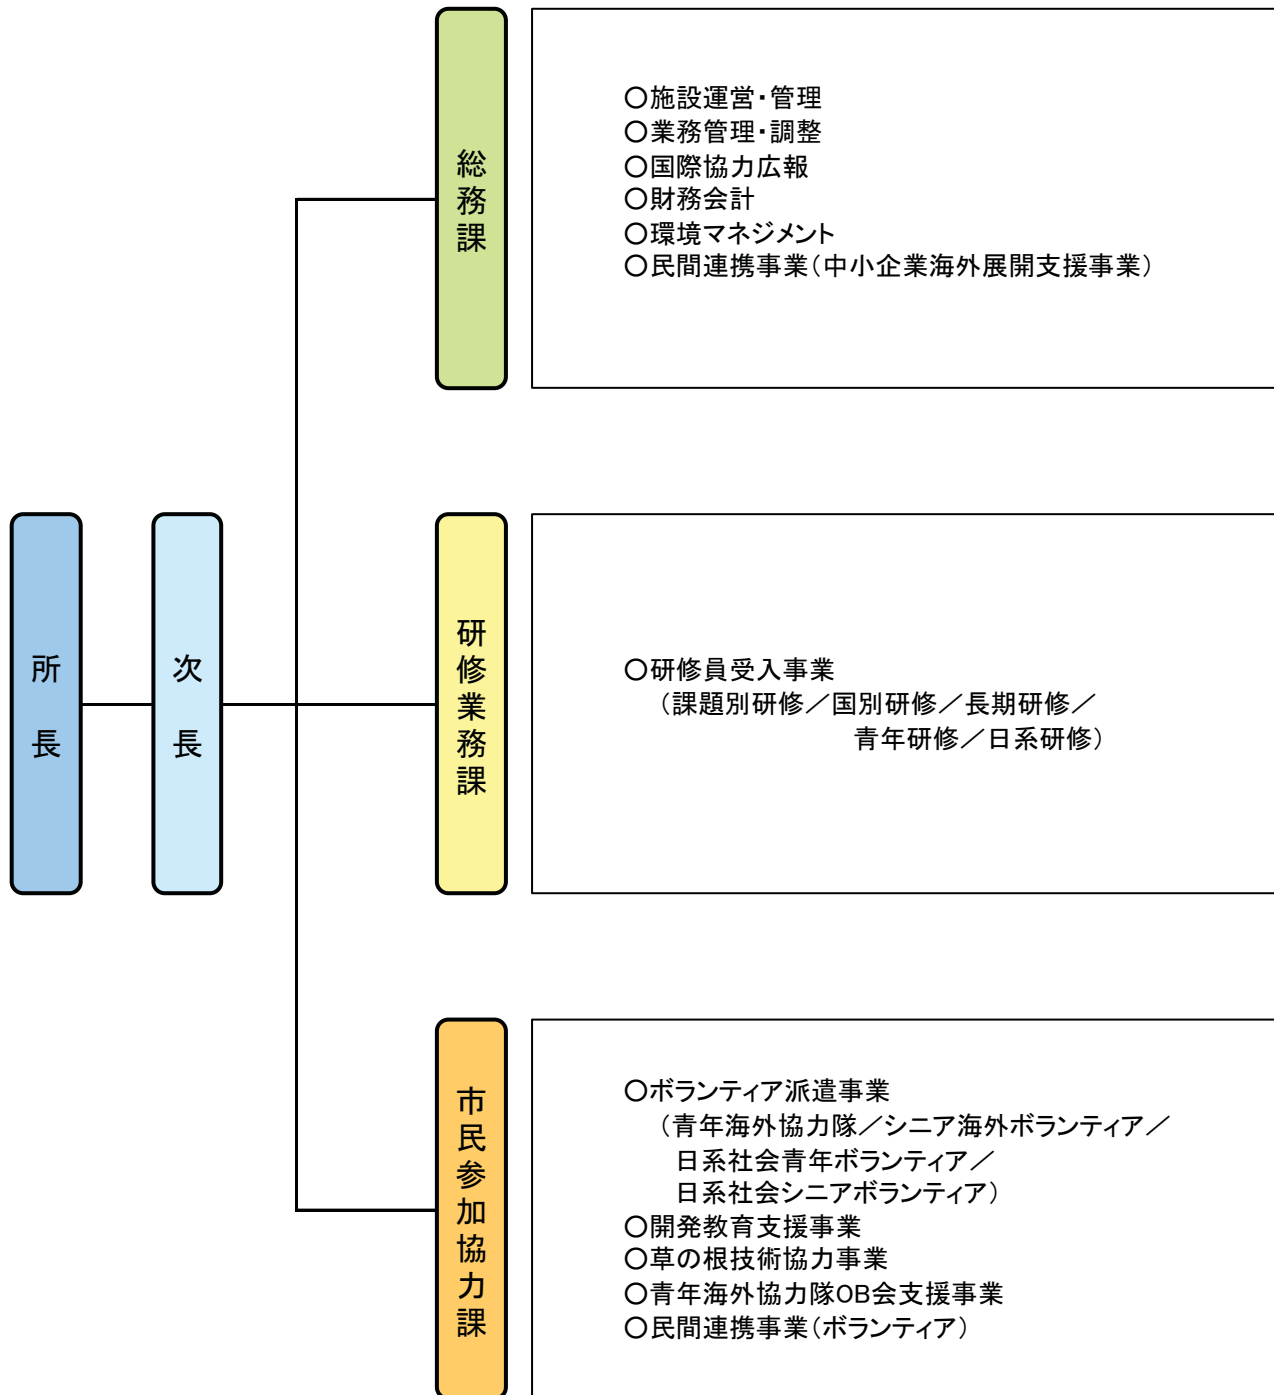 所長
次長
総務課
○施設運営・管理
○業務管理・調整
○国際協力広報
○財務会計
○環境マネジメント
○民間連携事業（中小企業海外展開支援事業）
研修業務課
○研修員受入事業
（課題別研修／国別研修／長期研修／
青年研修／日系研修）
市民参加協力課
○ボランティア派遣事業
（青年海外協力隊／シニア海外ボランティア／
日系社会青年ボランティア／
日系社会シニアボランティア）
○開発教育支援事業
○草の根技術協力事業
○青年海外協力隊OB会支援事業
○民間連携事業（ボランティア）